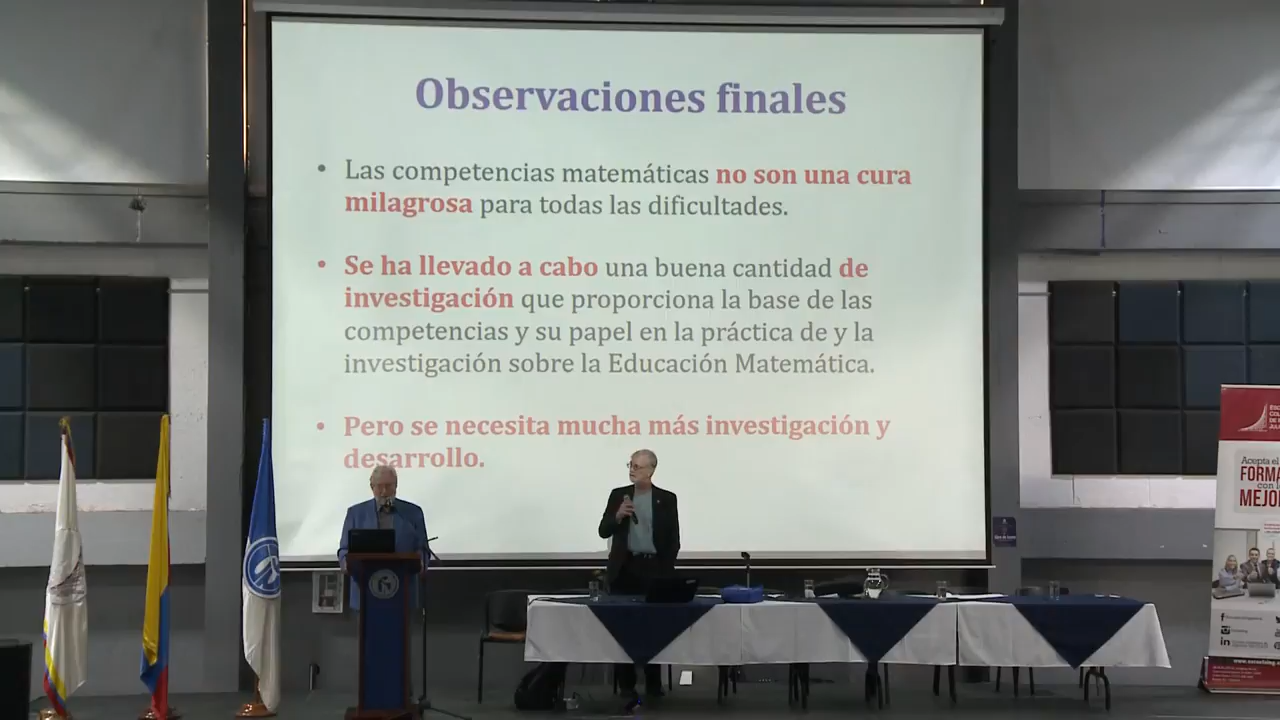 Observaciones finales
• Las competencias matemáticas no son una cura
milagrosa para todas las dificultades.
• Se ha llevado a cabo una buena cantidad de
investigación que proporciona la base de las
competencias y su papel en la práctica de y la
investigación sobre la Educación Matemática.
• Pero se necesita mucha más investigación y
desarrollo.
Acepta el
FORMA
con l
MEJO